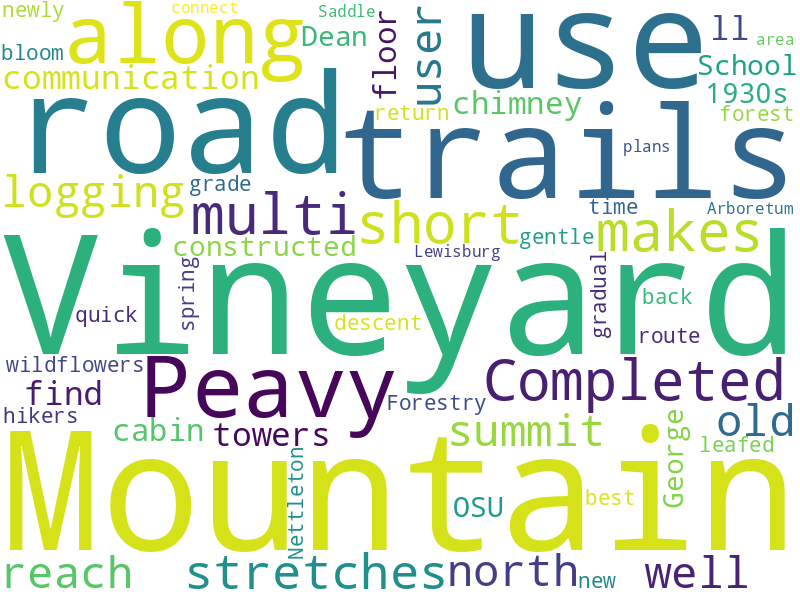 newly
connect
Saddle
along
use
floor
user
ll
area
bloom
Dean
School
communication
1930s
road
trails
return
chimney
forest
plans
logging
grade
multi
short
time
Arboretum
makes
constructed
gentle
Lewisburg
Vineyard
spring
gradual
back
quick
descent
route
wildflowers
Peavy
Completed
find
Forestry
hikers
old
cabin
towers
summit
George
leafed
Mountain
Nettleton
OSU
best
reach
stretches
north
new
well